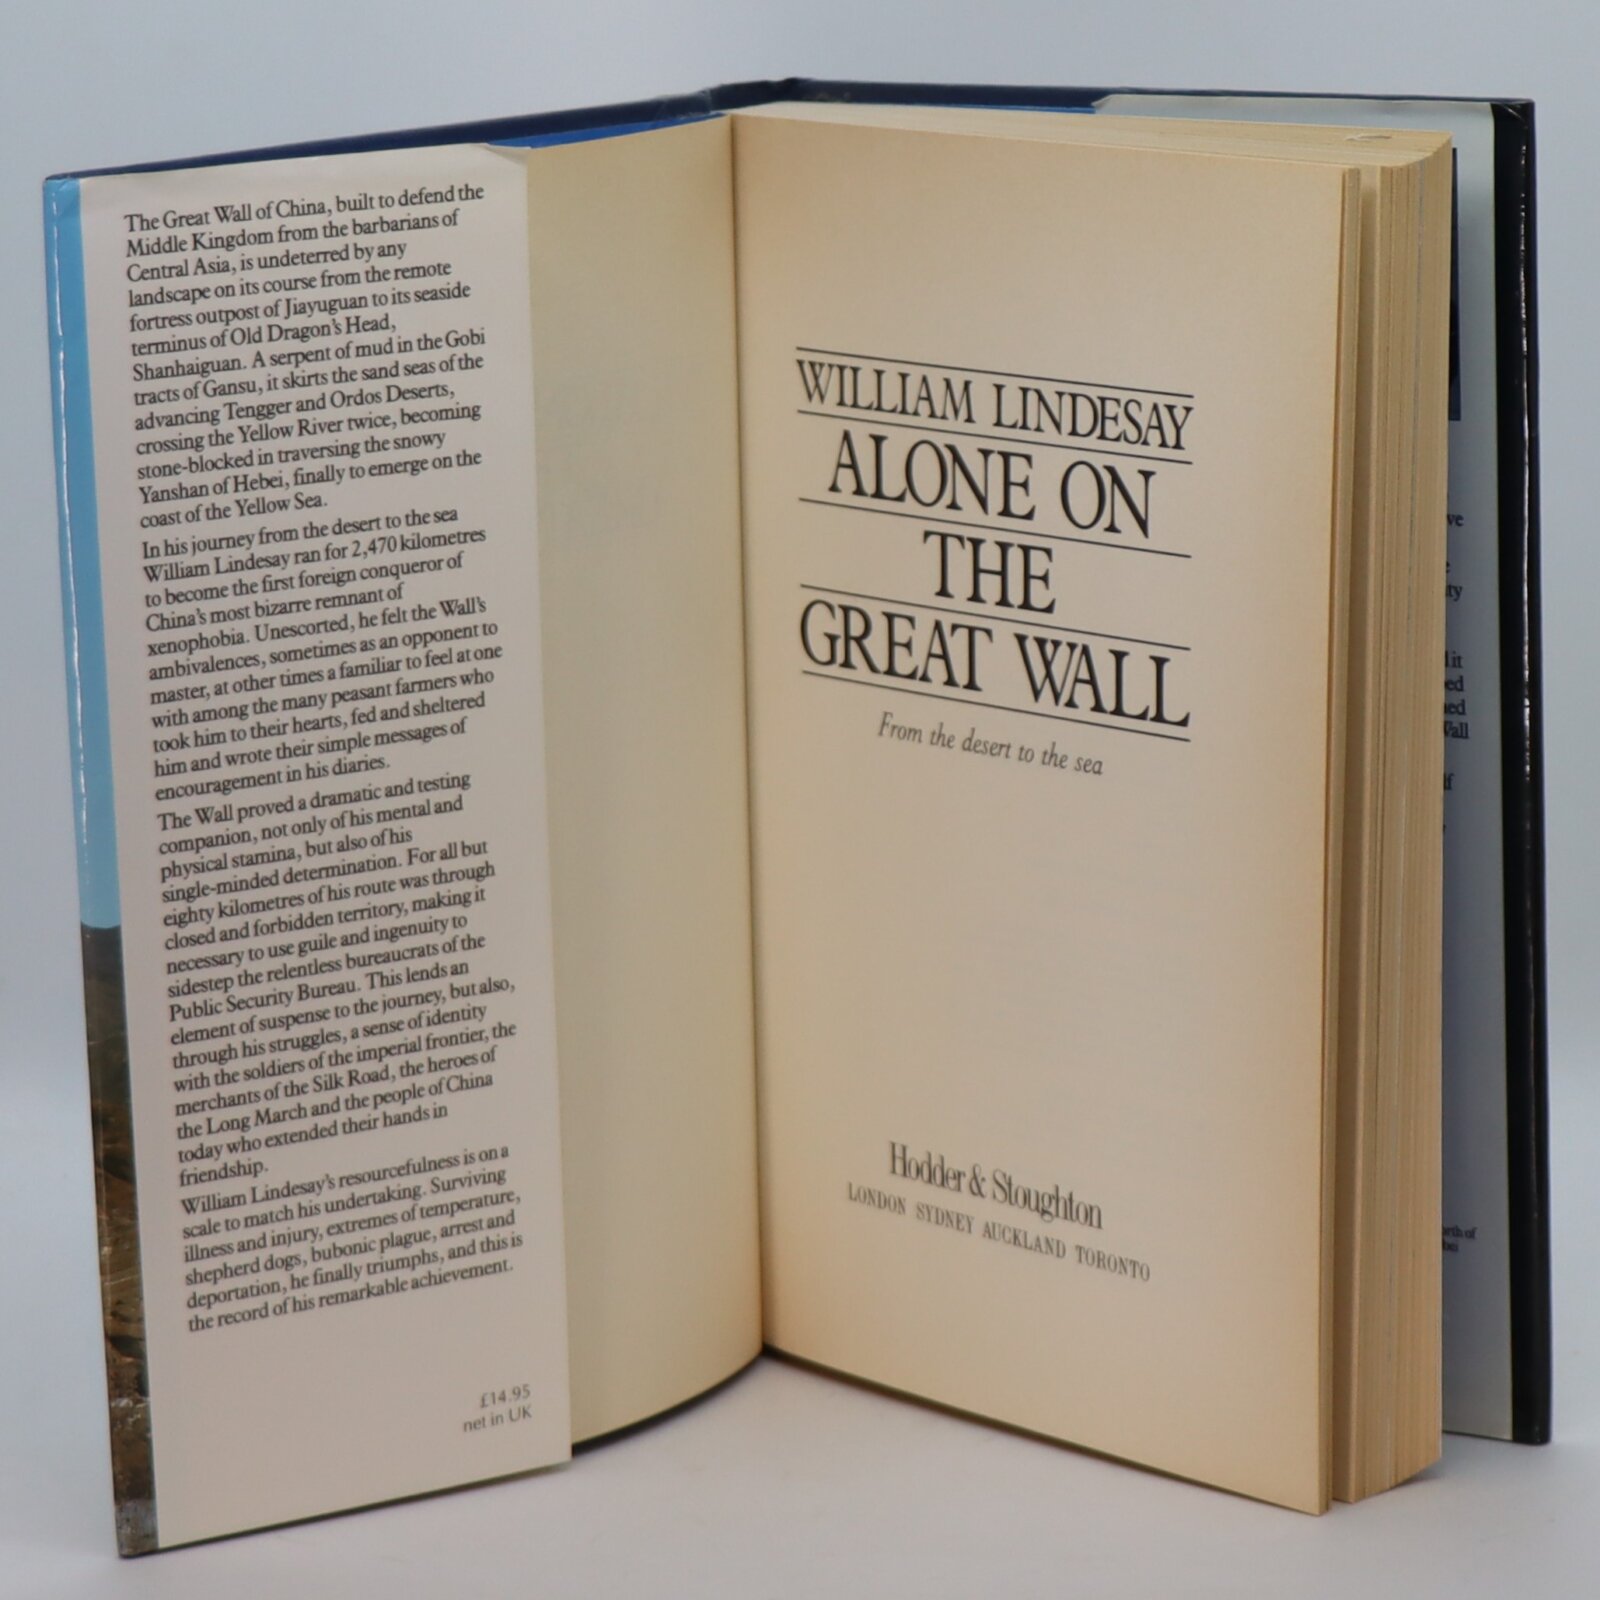 The Great Wall of China, built to defend the
Middle Kingdom from the barbarians of
Central Asia, is undeterred by any
landscape on its course from the remote
fortress outpost of Jiayuguan to its seaside
terminus of Old Dragon's Head,
Shanhaiguan. A serpent of mud in the Gobi
tracts of Gansu, it skirts the sand seas of the
advancing Tengger and Ordos Deserts,
crossing the Yellow River twice, becoming
stone-blocked in traversing the snowy
Yanshan of Hebei, finally to emerge on the
coast of the Yellow Sea.
In his journey from the desert to the sea
William Lindesay ran for 2,470 kilometres
to become the first foreign conqueror of
China's most bizarre remnant of
xenophobia. Unescorted, he felt the Wall's
ambivalences, sometimes as an opponent to
master, at other times a familiar to feel at one
with among the many peasant farmers who
took him to their hearts, fed and sheltered
him and wrote their simple messages of
encouragement in his diaries.
The Wall proved a dramatic and testing
companion, not only of his mental and
physical stamina, but also of his
single-minded determination. For all but
eighty kilometres of his route was through
closed and forbidden territory, making it
necessary to use guile and ingenuity to
sidestep the relentless bureaucrats of the
Public Security Bureau. This lends an
element of suspense to the journey, but also,
through his struggles, a sense of identity
with the soldiers of the imperial frontier, the
merchants of the Silk Road, the heroes of
the Long March and the people of China
today who extended their hands in
friendship.
William Lindesay's resourcefulness is on a
scale to match his undertaking. Surviving
illness and injury, extremes of temperature,
shepherd dogs, bubonic plague, arrest and
deportation, he finally triumphs, and this is
the record of his remarkable achievement.
£14.95
net in UK
WILLIAM LINDESAY
ALONE ON
THE
GREAT WALL
From the desert to the sea
Hodder & Stoughton
LONDON SYDNEY AUCKLAND TORONTO